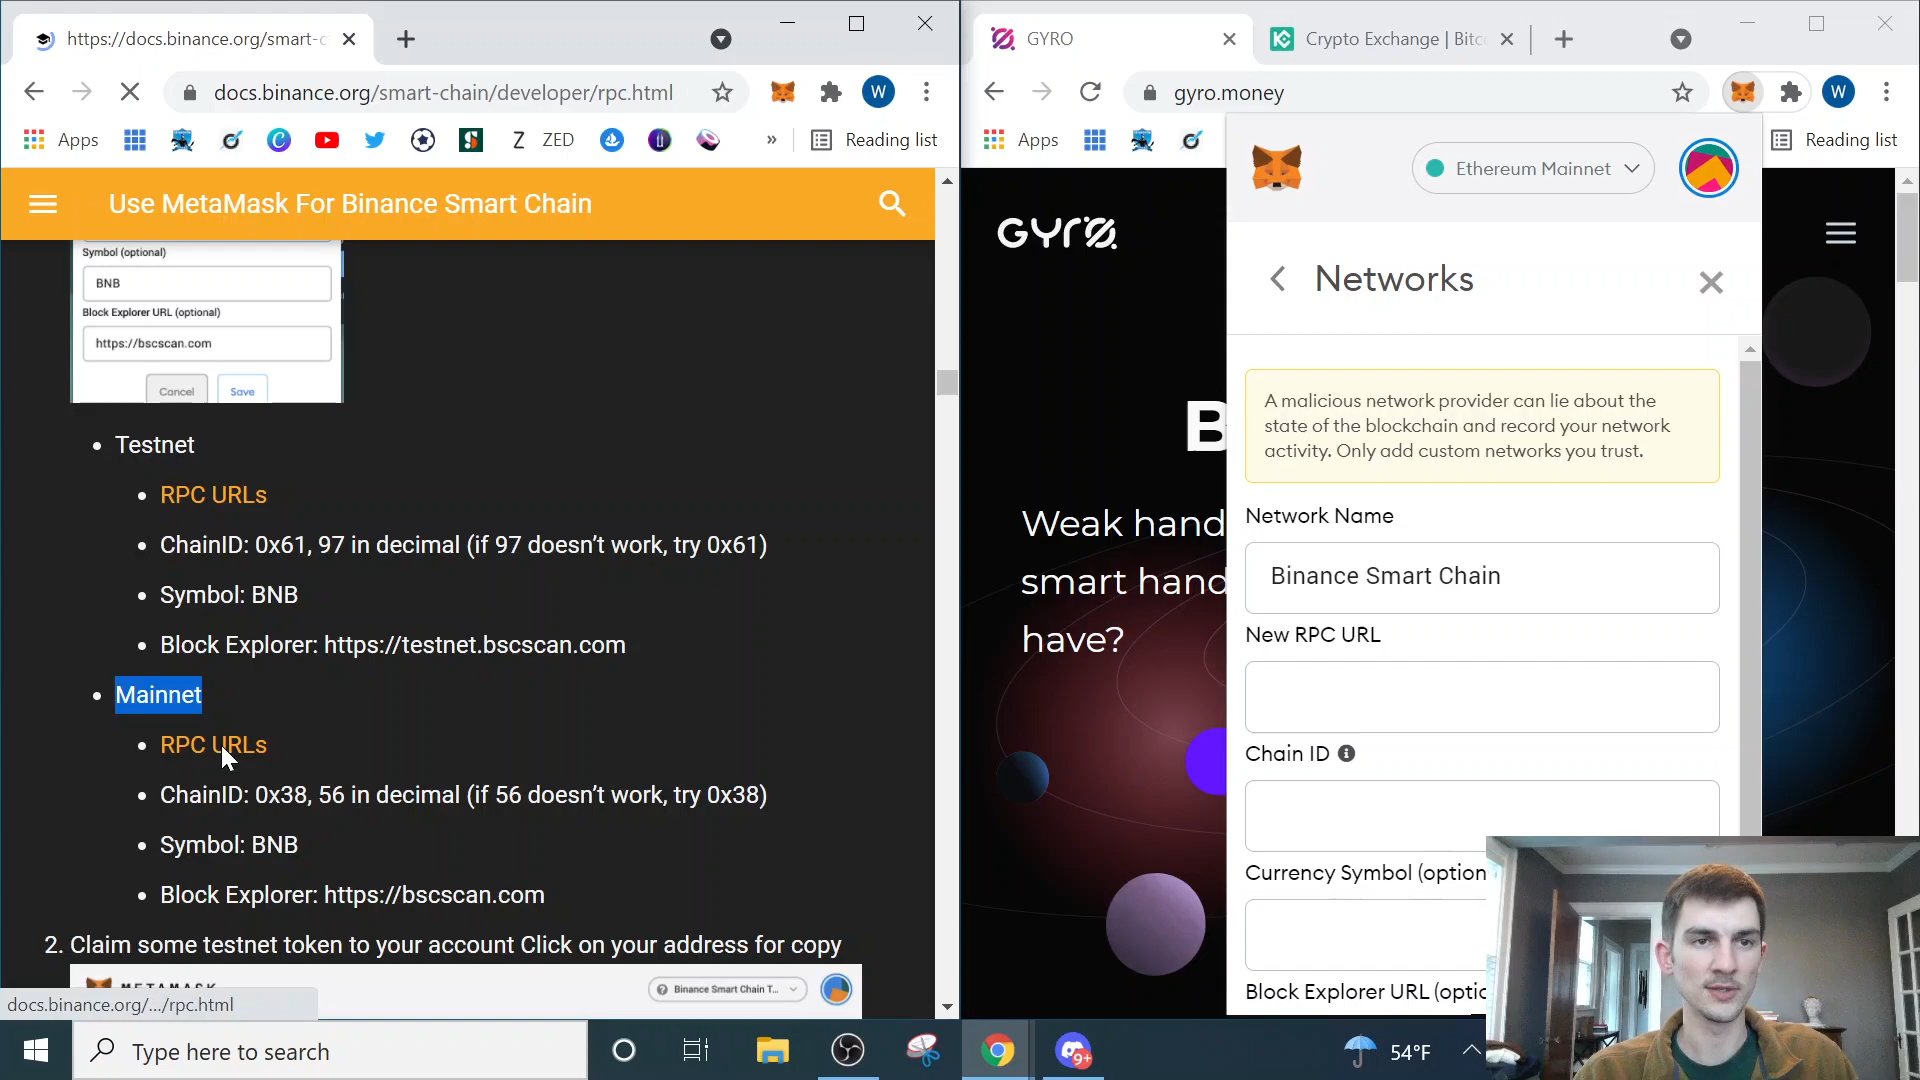 https://docs.binance.org/smart-c
docs.binance.org/smart-chain/developer/rpc.html
W
Apps
ZED
»
Reading list
Use MetaMask For Binance Smart Chain
Symbol (optional)
BNB
Block Explorer URL (optional)
https://bscscan.com
Cancel
Save
Testnet
RPC URLs
ChainID: 0x61, 97 in decimal (if 97 doesn’t work, try 0x61)
Symbol: BNB
Block Explorer: https://testnet.bscscan.com
Mainnet
RPC URLs
ChainID: 0x38, 56 in decimal (if 56 doesn’t work, try 0x38)
Symbol: BNB
Block Explorer: https://bscscan.com
2. Claim some testnet token to your account Click on your address for copy
METAMASK
Binance Smart Chain T...
docs.binance.org/.../rpc.html
GYRO
Crypto Exchange | Bitc
gyro.money
W
Apps
Reading list
GYRO
B
Weak hand
smart hand
have?
Ethereum Mainnet
Networks
A malicious network provider can lie about the
state of the blockchain and record your network
activity. Only add custom networks you trust.
Network Name
Binance Smart Chain
New RPC URL
Chain ID
Currency Symbol (option
Block Explorer URL (optio
Type here to search
9+
54°F